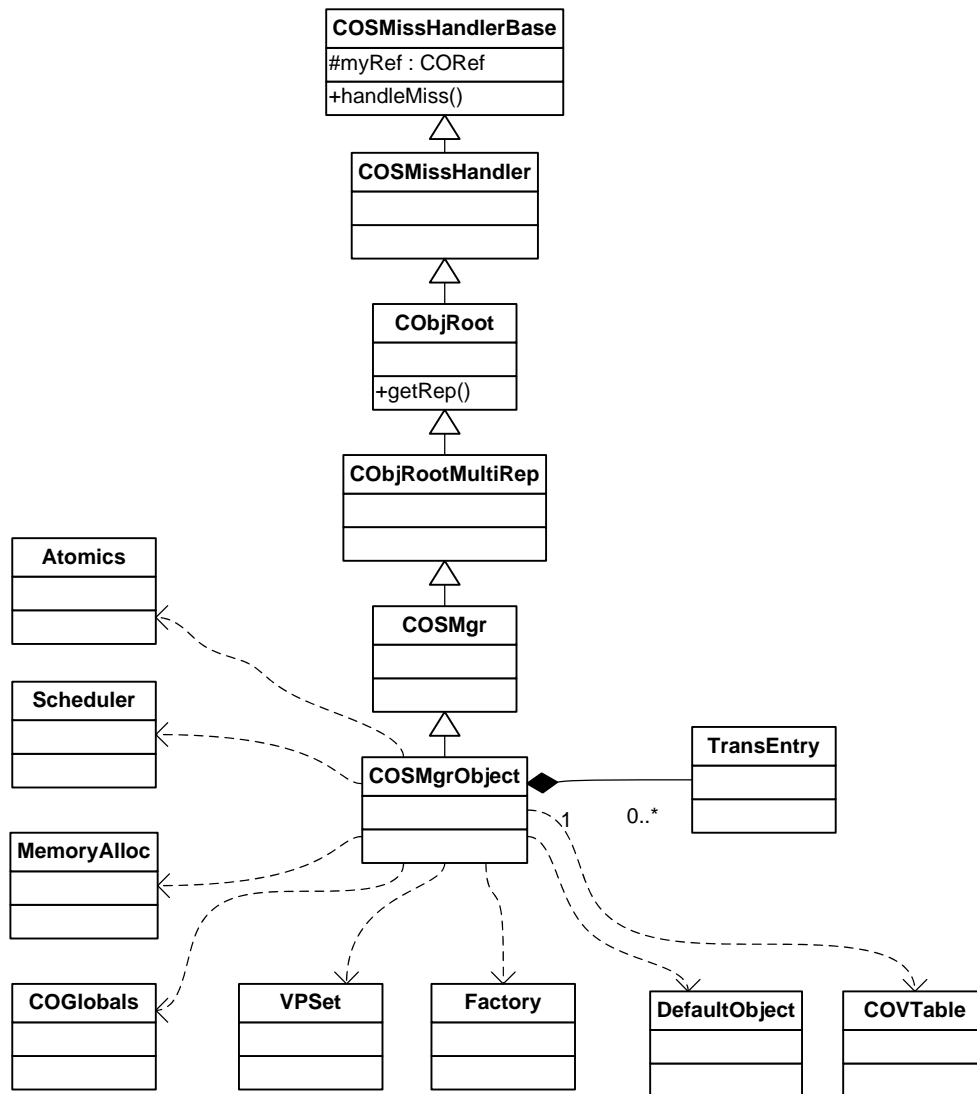 COSMissHandlerBase
#myRef : CORef
+handleMiss()
COSMissHandler
CObjRoot
+getRep()
CObjRootMultiRep
Atomics
COSMgr
Scheduler
TransEntry
COSMgrObject
1
0..*
MemoryAlloc
COGlobals
VPSet
Factory
DefaultObject
COVTable